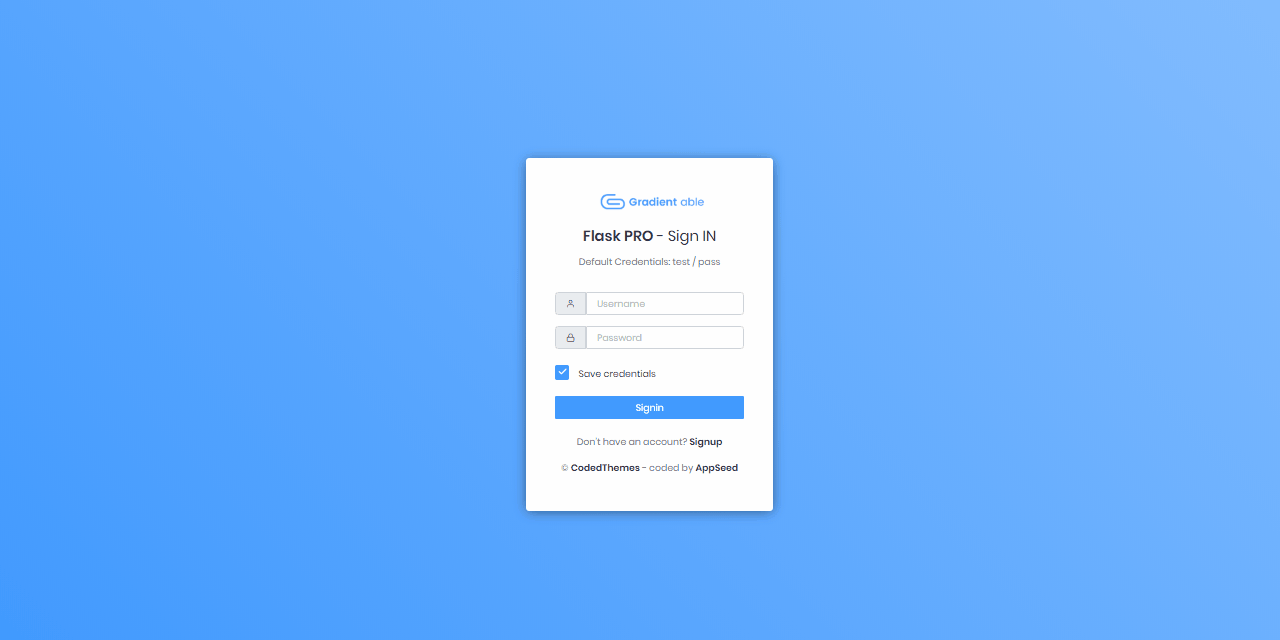 Gradient able
Flask PRO - Sign IN
Default Credentials: test / pass
Username
Password
Save credentials
Signin
Don't have an account? Signup
© CodedThemes - coded by AppSeed